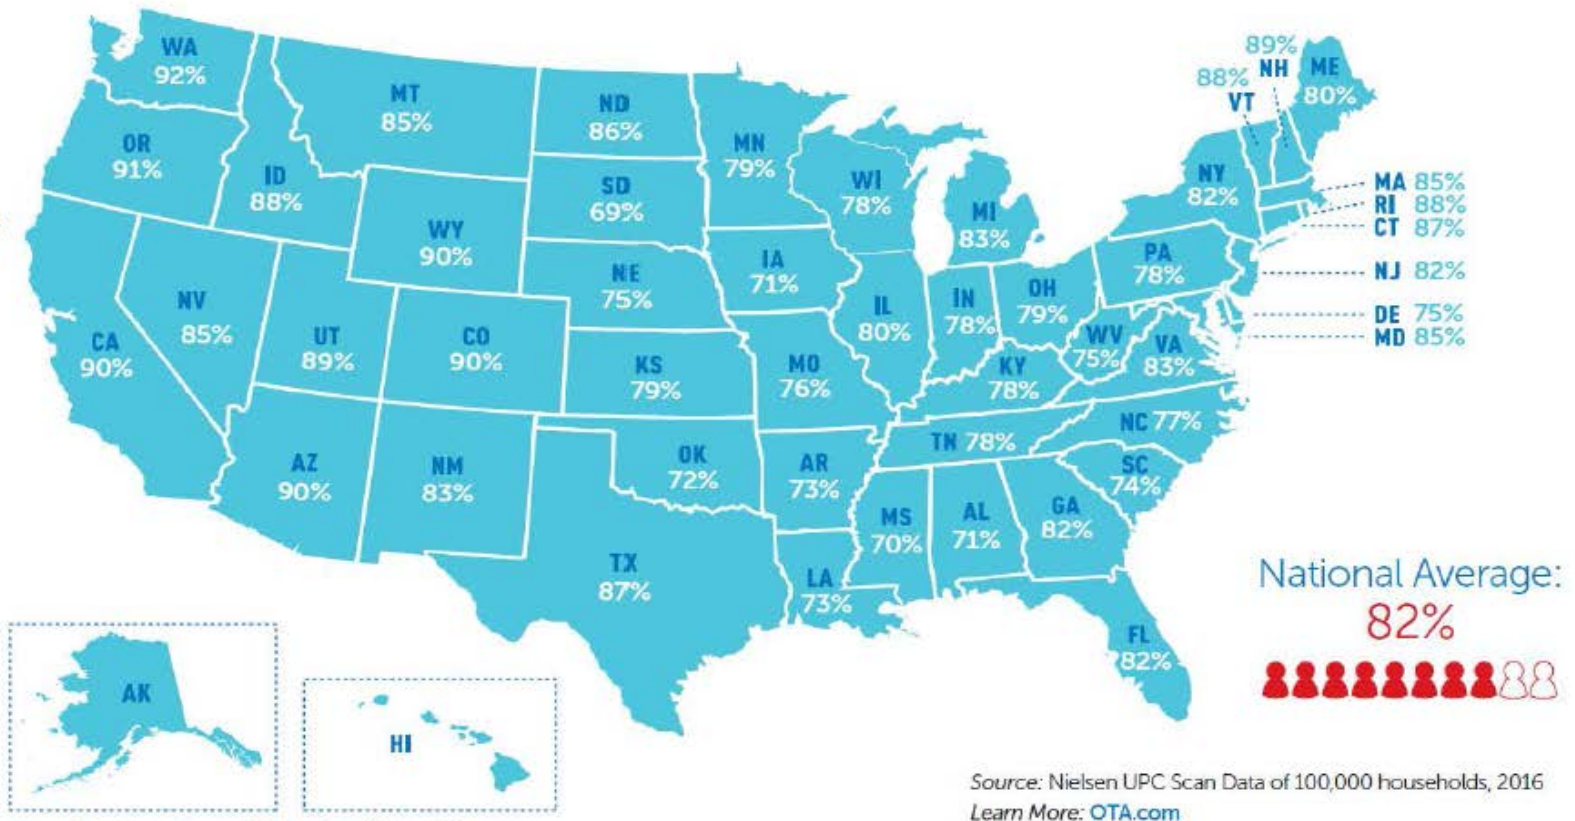 WA
92%
OR
91%
CA
90%
ID
88%
NV
85%
MT
85%
WY
90%
UT
89%
CO
90%
AZ
90%
NM
83%
ND
86%
SD
69%
NE
75%
KS
79%
OK
72%
TX
87%
MN
79%
IA
71%
MO
76%
AR
73%
LA
73%
WI
78%
IL
80%
MI
83%
IN
78%
OH
79%
KY
78%
TN 78%
MS
70%
AL
71%
GA
82%
FL
82%
SC
74%
NC 77%
WV
75%
VA
83%
PA
78%
NY
82%
88%
VT
89%
NH
ME
80%
MA 85%
RI 88%
CT 87%
NJ 82%
DE 75%
MD 85%
AK
HI
National Average:
82%
Source: Nielsen UPC Scan Data of 100,000 households, 2016
Learn More: OTA.com